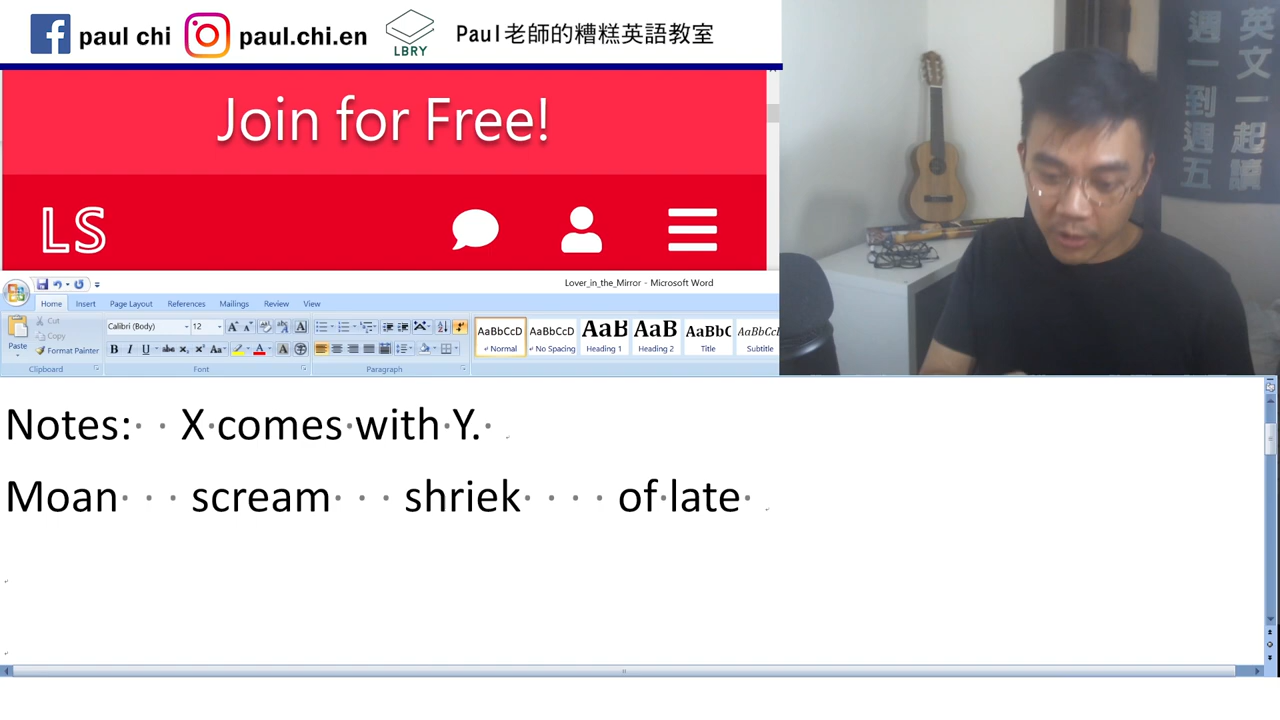 paul chi paul.chi.en LBRY Paul老師的糟糕英語教室
Join for Free!
LS
Lover_in_the_Mirror - Microsoft Word
Home Insert Page Layout References Mailings Review View
Cut
Copy
Format Painter
Paste
Calibri (Body) 12
AaBbCcD AaBbCcD AaBb AaB AaBbC AaBbCcD
Normal No Spacing Heading 1 Heading 2 Title Subtitle
Clipboard Font Paragraph
Notes: X comes with Y.
Moan scream shriek of late
英文一起讀
週一到週五